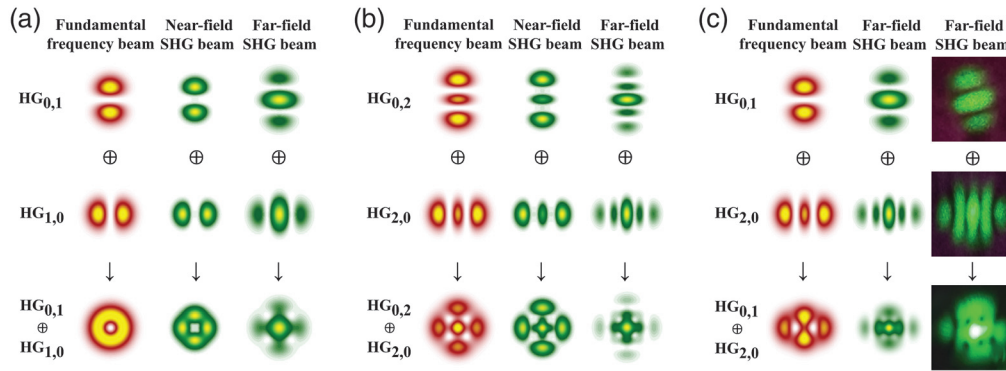 (a) Fundamental frequency beam Near-field SHG beam Far-field SHG beam
HG0,1
⊕ ⊕ ⊕
HG1,0
↓ ↓ ↓
HG0,1
⊕
HG1,0
(b) Fundamental frequency beam Near-field SHG beam Far-field SHG beam
HG0,2
⊕ ⊕ ⊕
HG2,0
↓ ↓ ↓
HG0,2
⊕
HG2,0
(c) Fundamental frequency beam Far-field SHG beam Far-field SHG beam
HG0,1
⊕ ⊕ ⊕
HG2,0
↓ ↓ ↓
HG0,1
⊕
HG2,0